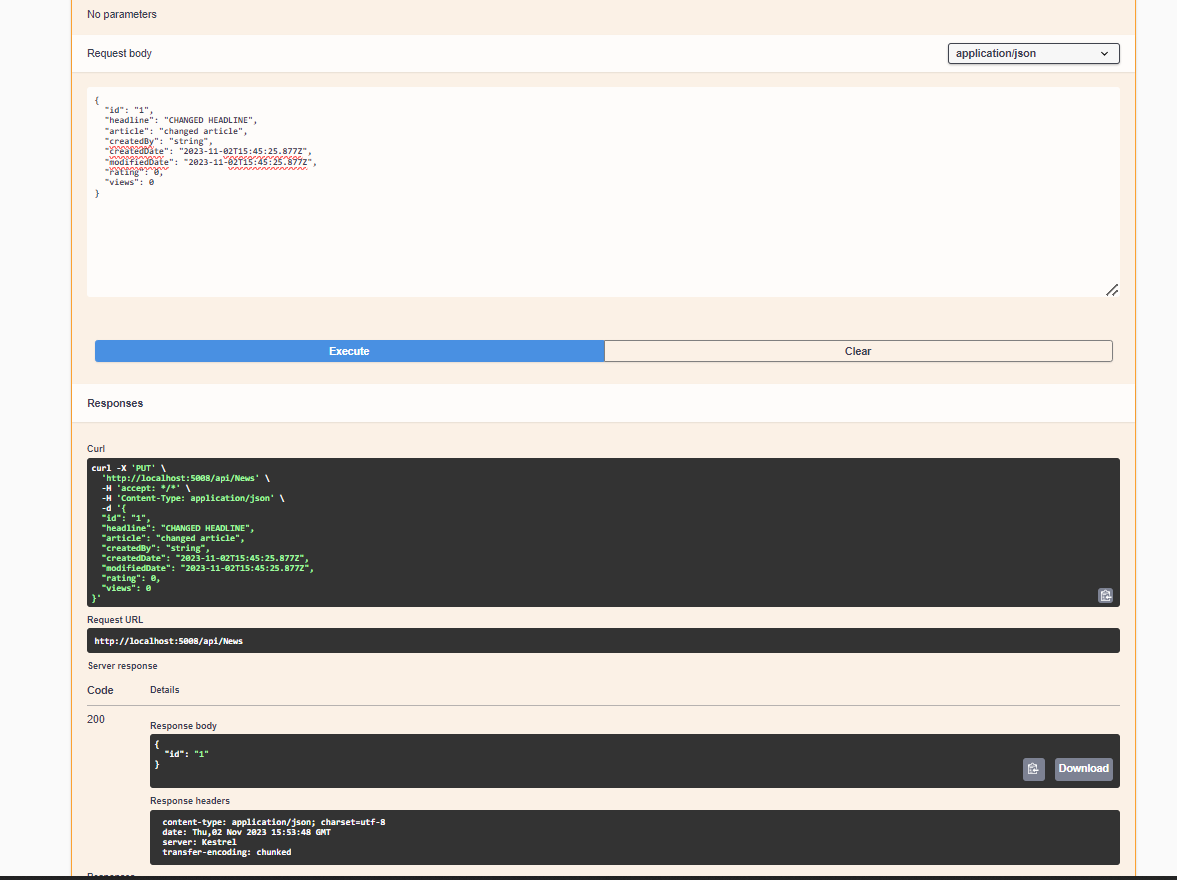 No parameters
Request body
application/json
{
  "id": "1",
  "headline": "CHANGED HEADLINE",
  "article": "changed article",
  "createdBy": "string",
  "createdDate": "2023-11-02T15:45:25.877Z",
  "modifiedDate": "2023-11-02T15:45:25.877Z",
  "rating": 0,
  "views": 0
}
Execute
Clear
Responses
Curl
curl -X 'PUT' \
  'http://localhost:5008/api/News' \
  -H 'accept: */*' \
  -H 'Content-Type: application/json' \
  -d '{
  "id": "1",
  "headline": "CHANGED HEADLINE",
  "article": "changed article",
  "createdBy": "string",
  "createdDate": "2023-11-02T15:45:25.877Z",
  "modifiedDate": "2023-11-02T15:45:25.877Z",
  "rating": 0,
  "views": 0
}'
Request URL
http://localhost:5008/api/News
Server response
Code Details
200
Response body
{
  "id": "1"
}
Download
Response headers
content-type: application/json; charset=utf-8
date: Thu,02 Nov 2023 15:53:48 GMT
server: Kestrel
transfer-encoding: chunked
Responses